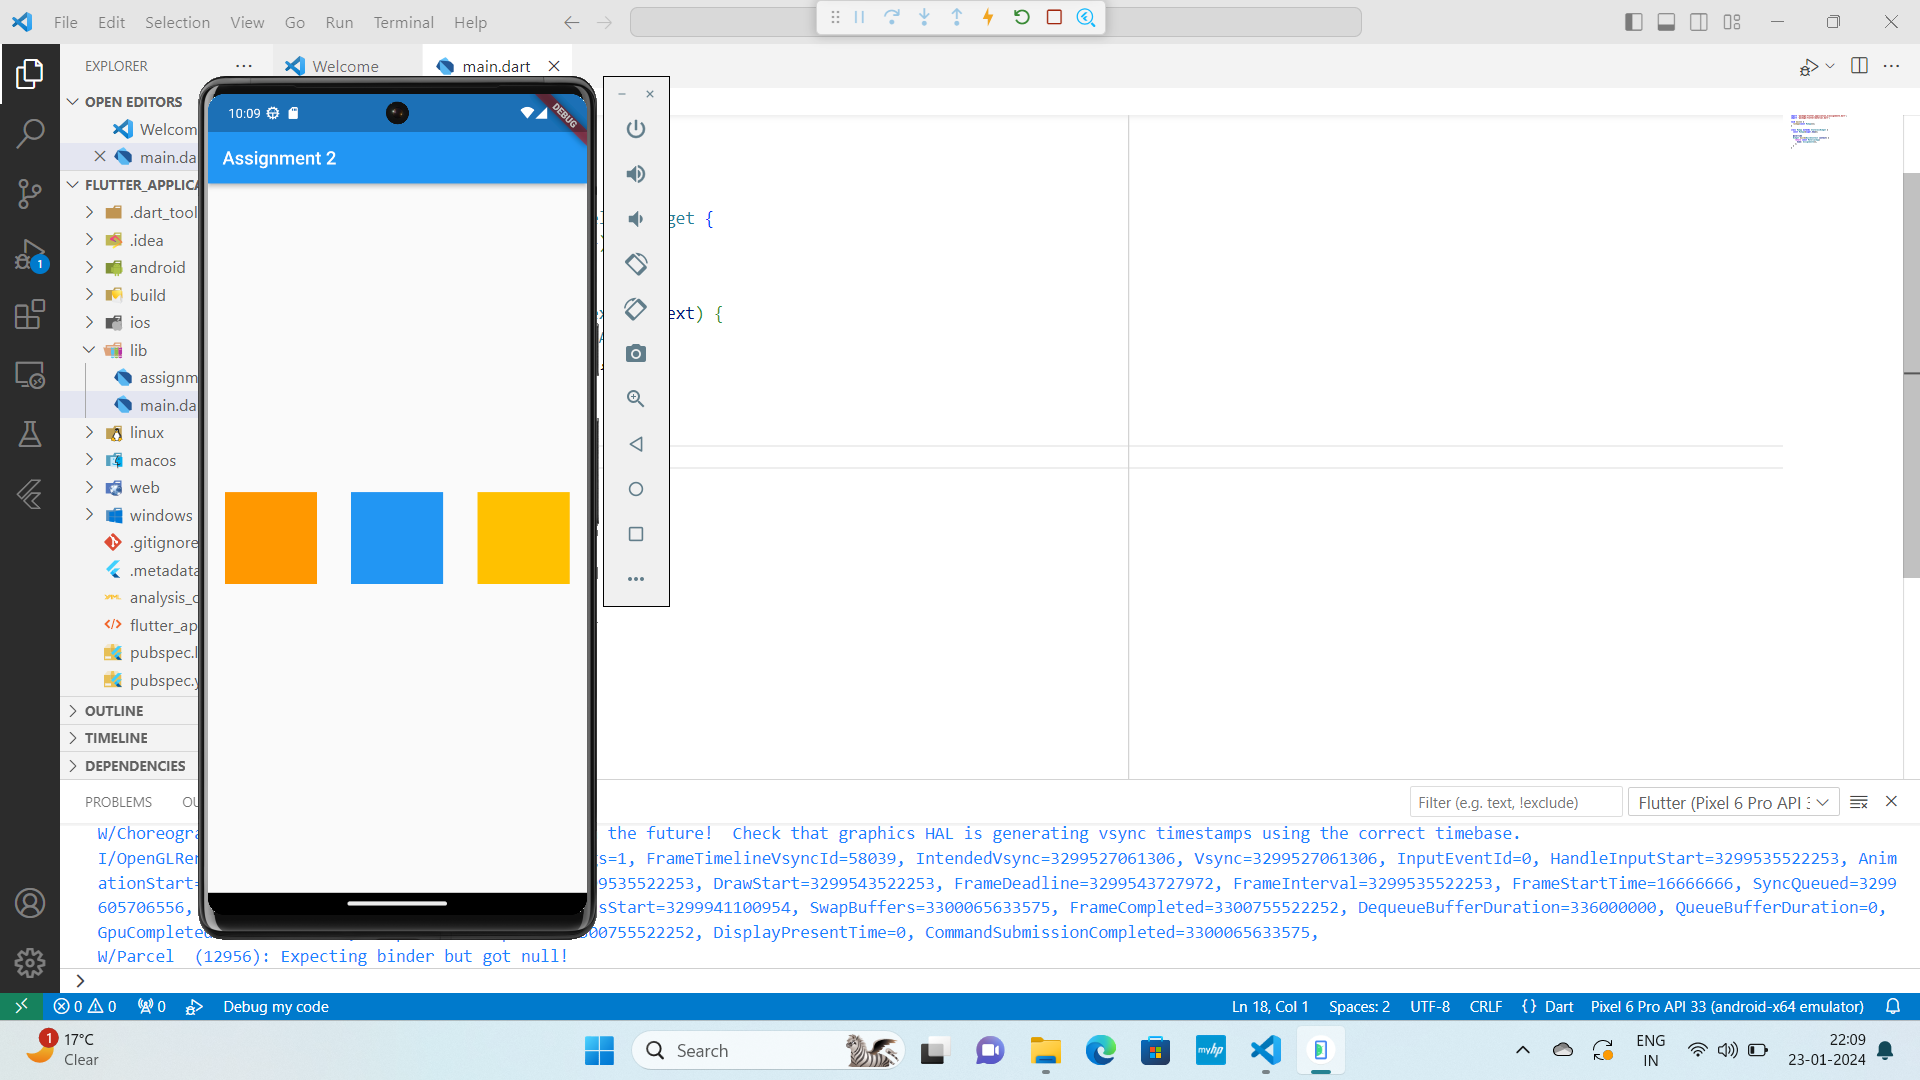 File Edit Selection View Go Run Terminal Help
EXPLORER
Welcome
main.dart
OPEN EDITORS
Welcom
main.da
FLUTTER_APPLICA
.dart_tool
.idea
android
build
ios
lib
assignm
main.da
linux
macos
web
windows
.gitignore
.metadata
analysis_o
flutter_ap
pubspec.l
pubspec.y
OUTLINE
TIMELINE
DEPENDENCIES
10:09
DEBUG
Assignment 2
get {
ext) {
PROBLEMS OU
Filter (e.g. text, !exclude)
Flutter (Pixel 6 Pro API 3
W/Choreogra the future! Check that graphics HAL is generating vsync timestamps using the correct timebase.
I/OpenGLRen s=1, FrameTimelineVsyncId=58039, IntendedVsync=3299527061306, Vsync=3299527061306, InputEventId=0, HandleInputStart=3299535522253, Anim
ationStart= 9535522253, DrawStart=3299543522253, FrameDeadline=3299543727972, FrameInterval=3299535522253, FrameStartTime=16666666, SyncQueued=3299
605706556, sStart=3299941100954, SwapBuffers=3300065633575, FrameCompleted=3300755522252, DequeueBufferDuration=336000000, QueueBufferDuration=0,
GpuCompleted 00755522252, DisplayPresentTime=0, CommandSubmissionCompleted=3300065633575,
W/Parcel (12956): Expecting binder but got null!
0 0 0 Debug my code
Ln 18, Col 1 Spaces: 2 UTF-8 CRLF {} Dart Pixel 6 Pro API 33 (android-x64 emulator)
1
17°C
Clear
Search
myhp
ENG
IN
22:09
23-01-2024